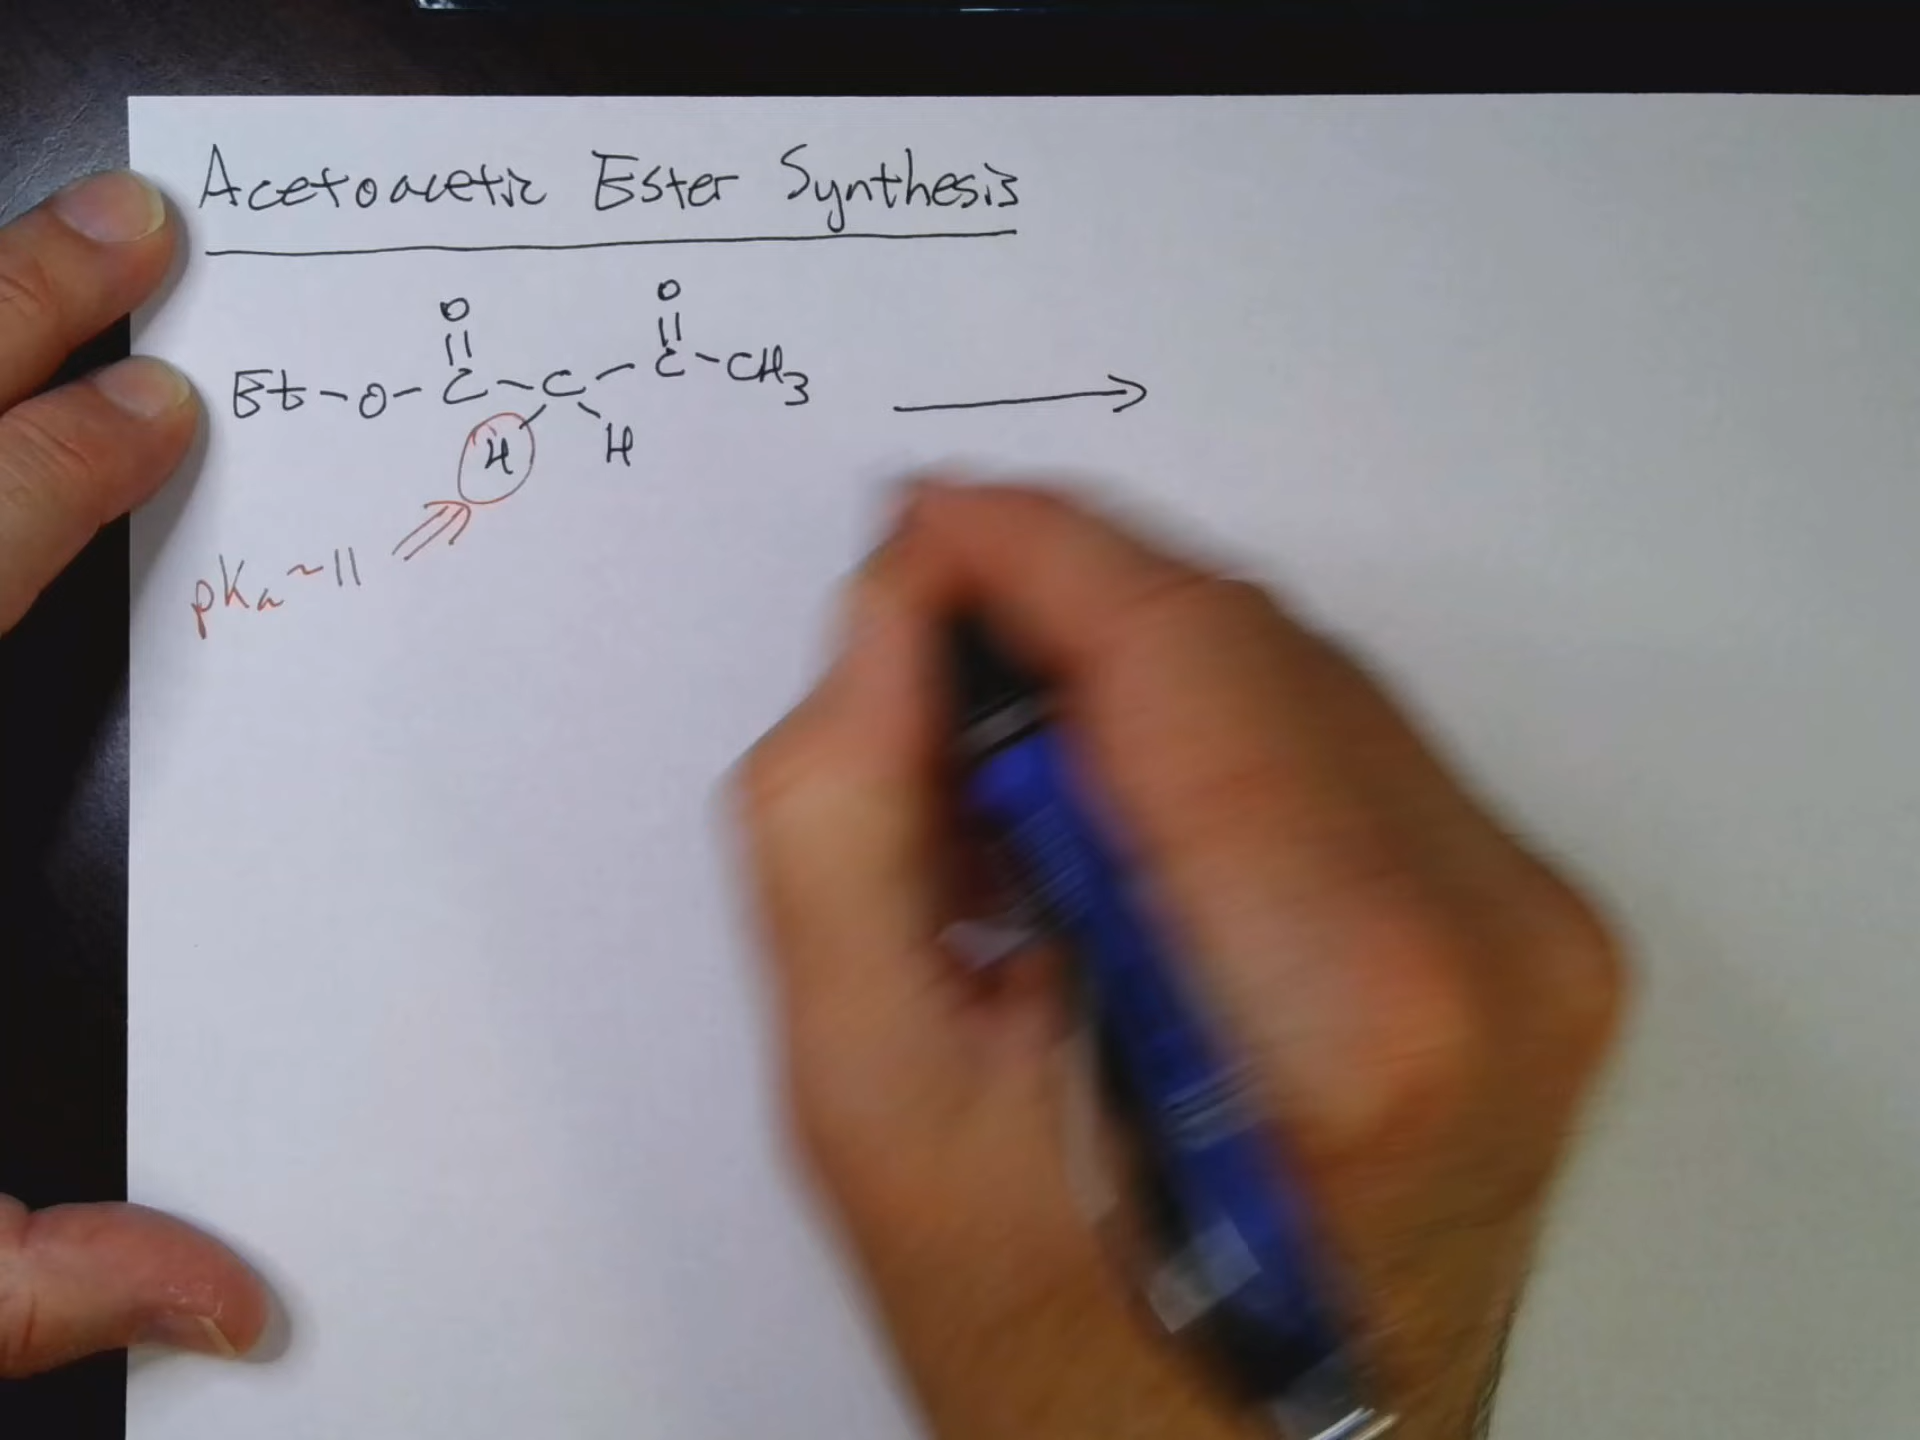 Acetoacetic Ester Synthesis
O O
Et-O-C-C-C-CH3
H H
pKa~11